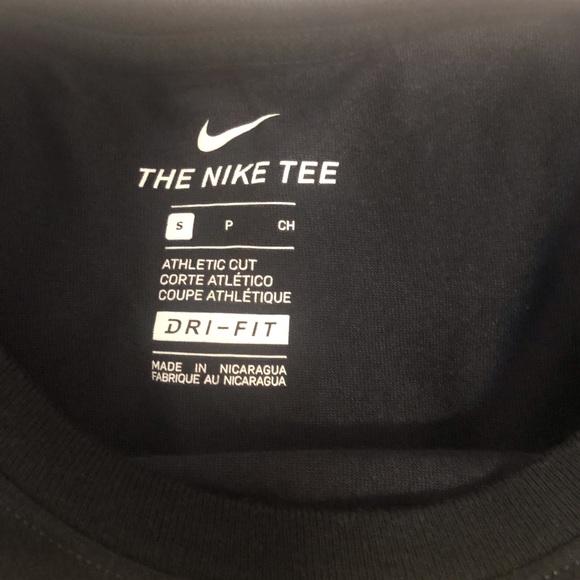 THE NIKE TEE
S P CH
ATHLETIC CUT
CORTE ATLÉTICO
COUPE ATHLÉTIQUE
DRI-FIT
MADE IN NICARAGUA
FABRIQUE AU NICARAGUA